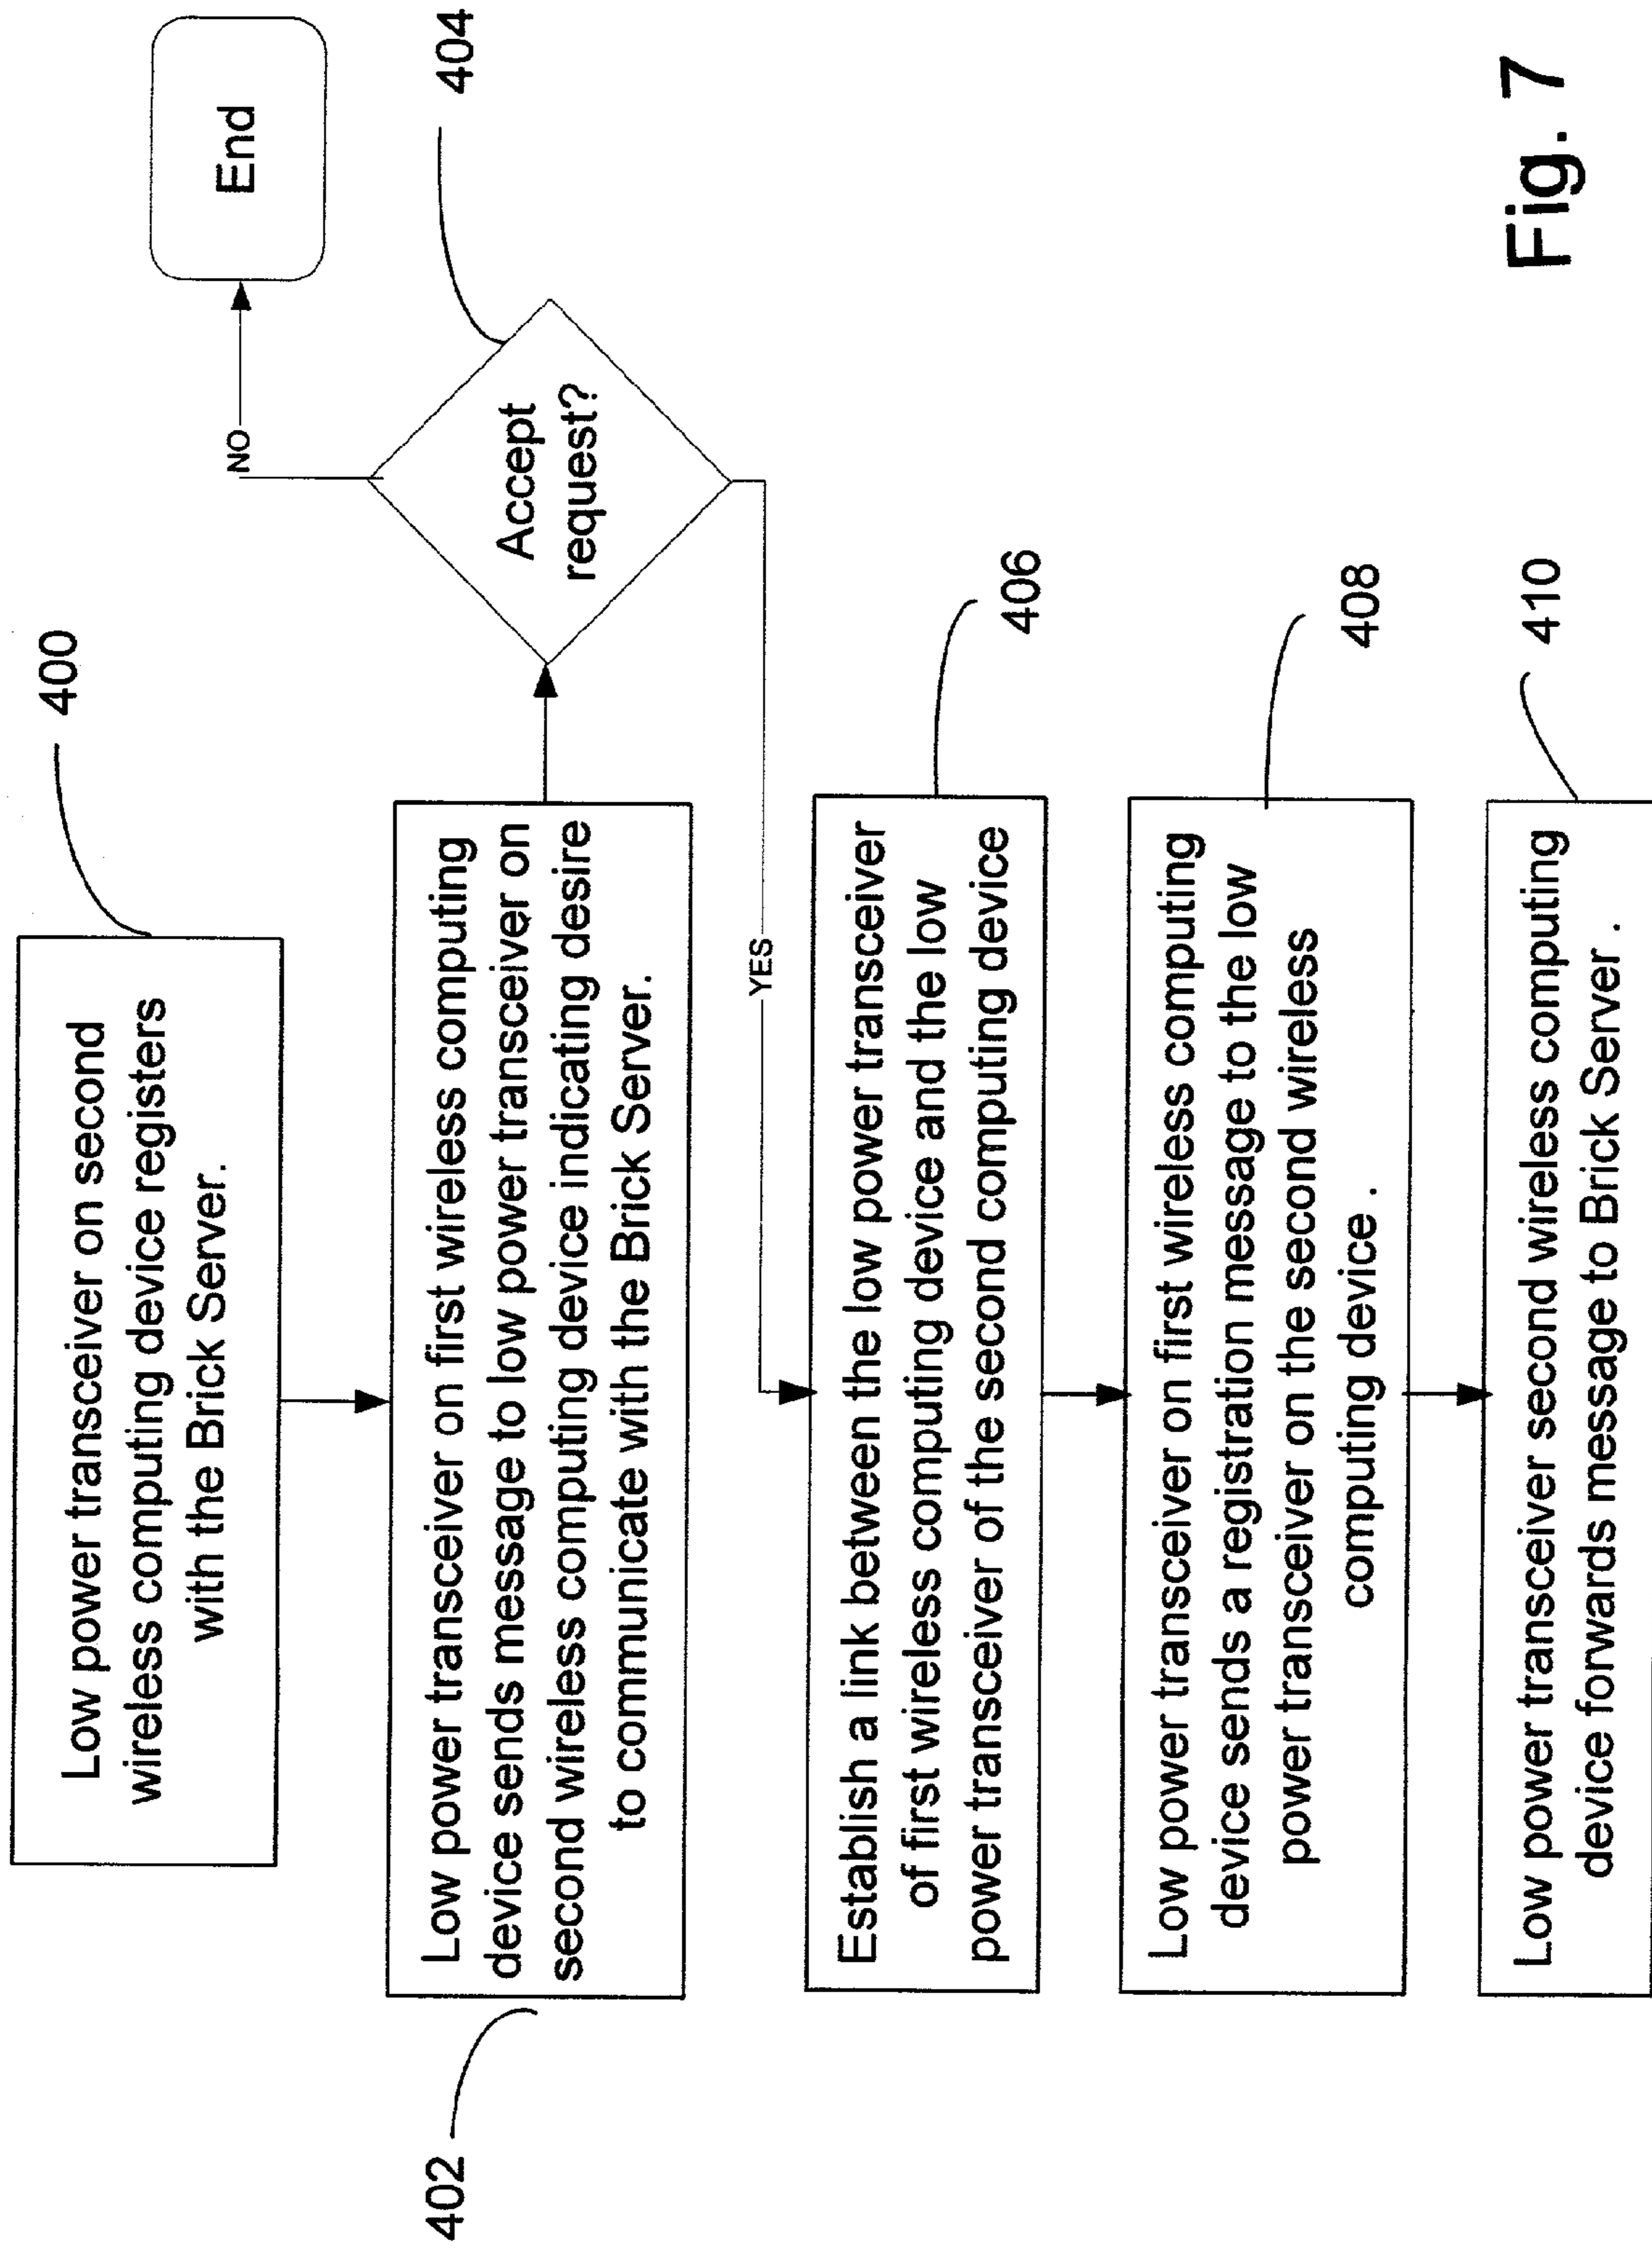 400
Low power transceiver on second
wireless computing device registers
with the Brick Server.
402
Low power transceiver on first wireless computing
device sends message to low power transceiver on
second wireless computing device indicating desire
to communicate with the Brick Server.
404
Accept
request?
NO
End
YES
406
Establish a link between the low power transceiver
of first wireless computing device and the low
power transceiver of the second computing device
408
Low power transceiver on first wireless computing
device sends a registration message to the low
power transceiver on the second wireless
computing device .
410
Low power transceiver second wireless computing
device forwards message to Brick Server .
Fig. 7